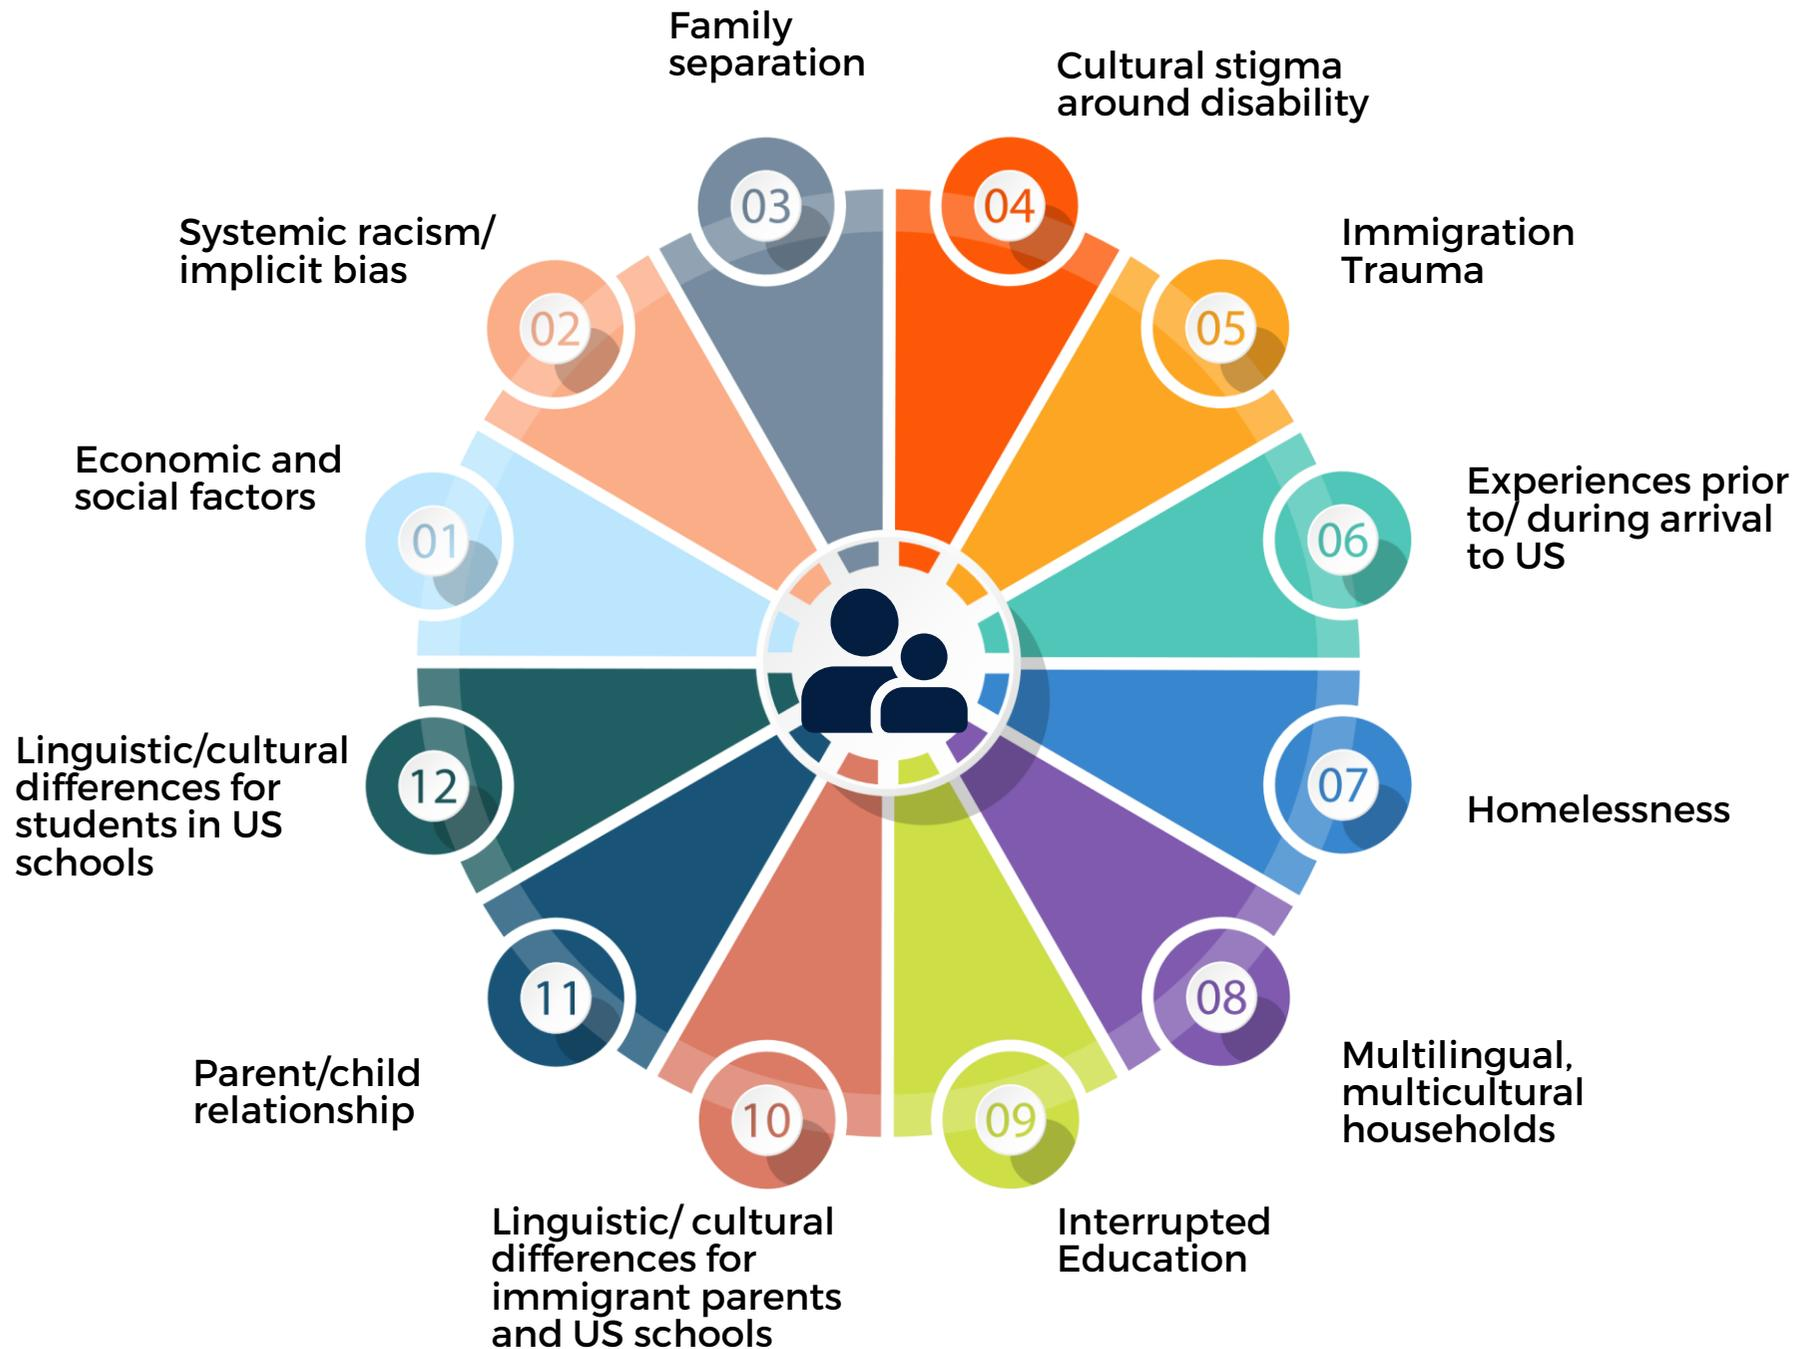 Family
separation
03
Cultural stigma
around disability
04
Systemic racism/
implicit bias
02
Immigration
Trauma
05
Economic and
social factors
01
Experiences prior
to/ during arrival
to US
06
Linguistic/cultural
differences for
students in US
schools
12
07
Homelessness
11
Parent/child
relationship
08
Multilingual,
multicultural
households
10
Linguistic/ cultural
differences for
immigrant parents
and US schools
09
Interrupted
Education